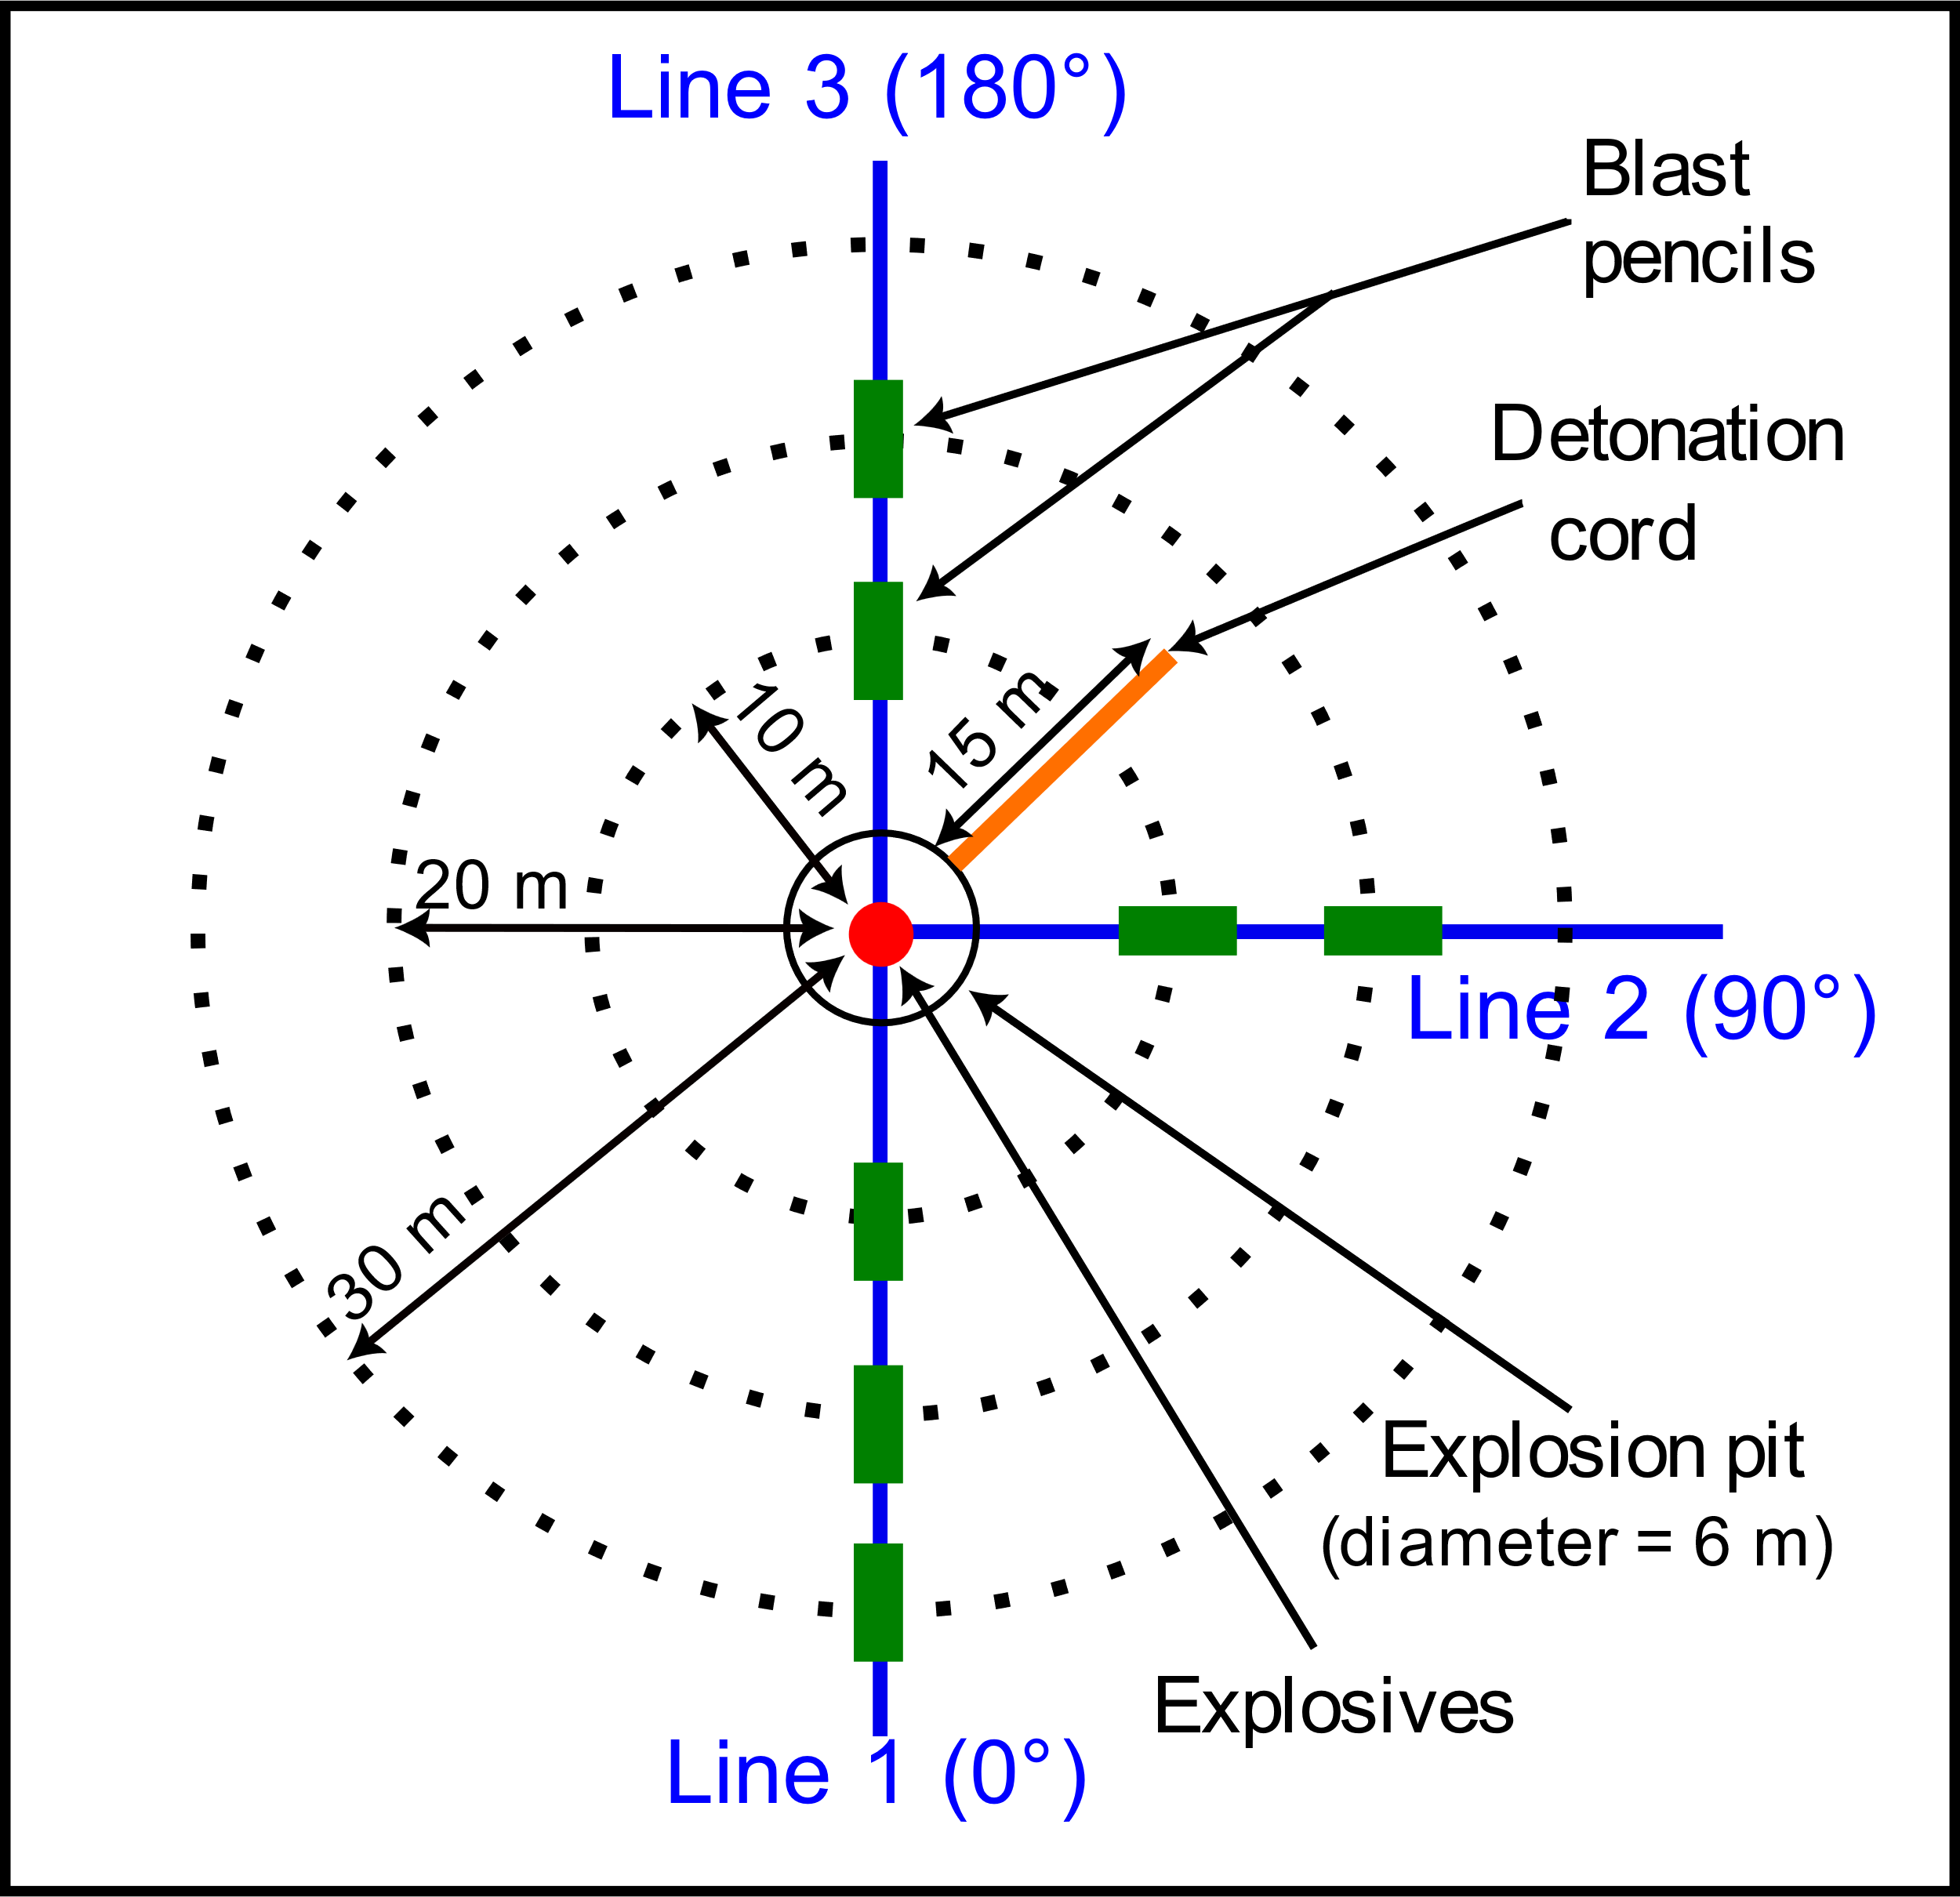 Line 3 (180°)
Blast
pencils
Detonation
cord
10 m
15 m
20 m
Line 2 (90°)
30 m
Explosion pit
(diameter = 6 m)
Explosives
Line 1 (0°)